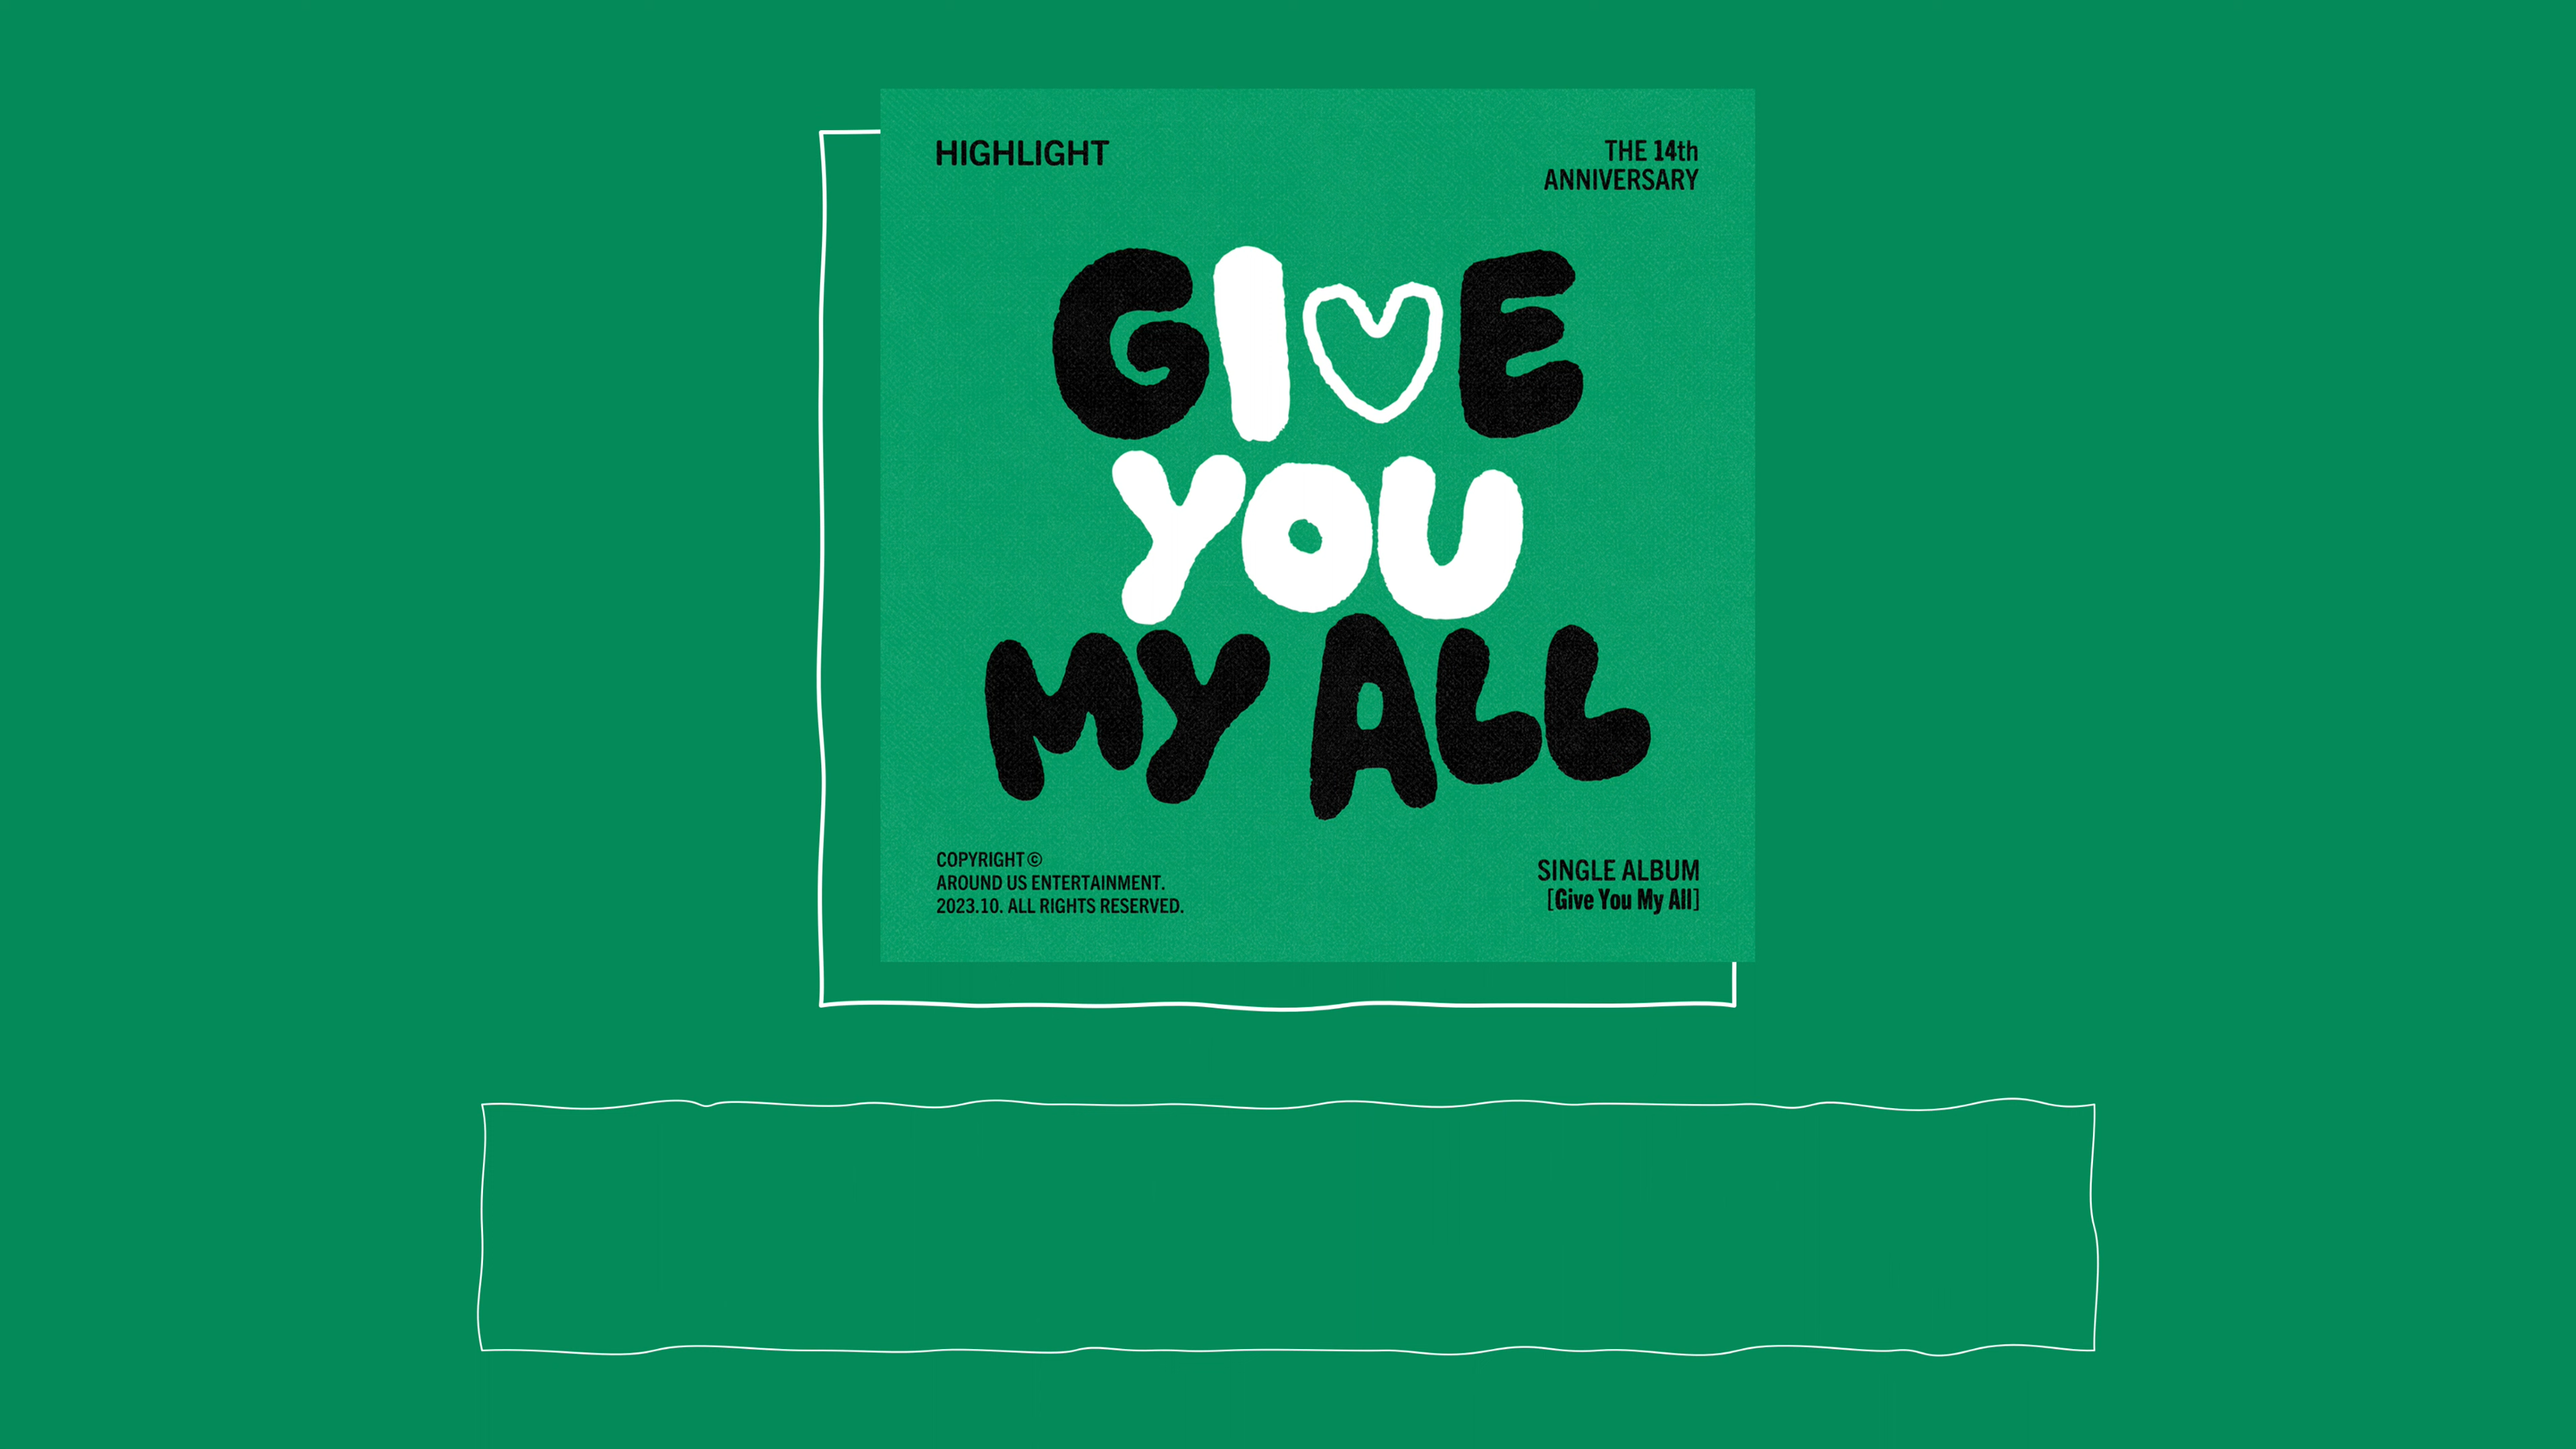 HIGHLIGHT
THE 14th
ANNIVERSARY
GI♡E
YOU
MY ALL
COPYRIGHT ©
AROUND US ENTERTAINMENT.
2023.10. ALL RIGHTS RESERVED.
SINGLE ALBUM
[Give You My All]